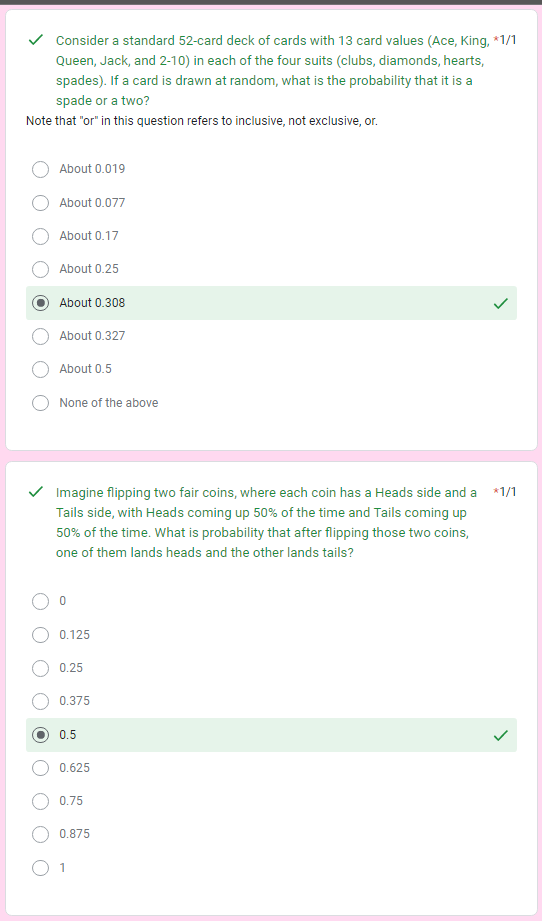 Consider a standard 52-card deck of cards with 13 card values (Ace, King, *1/1
Queen, Jack, and 2-10) in each of the four suits (clubs, diamonds, hearts,
spades). If a card is drawn at random, what is the probability that it is a
spade or a two?
Note that "or" in this question refers to inclusive, not exclusive, or.
About 0.019
About 0.077
About 0.17
About 0.25
About 0.308
About 0.327
About 0.5
None of the above
Imagine flipping two fair coins, where each coin has a Heads side and a *1/1
Tails side, with Heads coming up 50% of the time and Tails coming up
50% of the time. What is probability that after flipping those two coins,
one of them lands heads and the other lands tails?
0
0.125
0.25
0.375
0.5
0.625
0.75
0.875
1